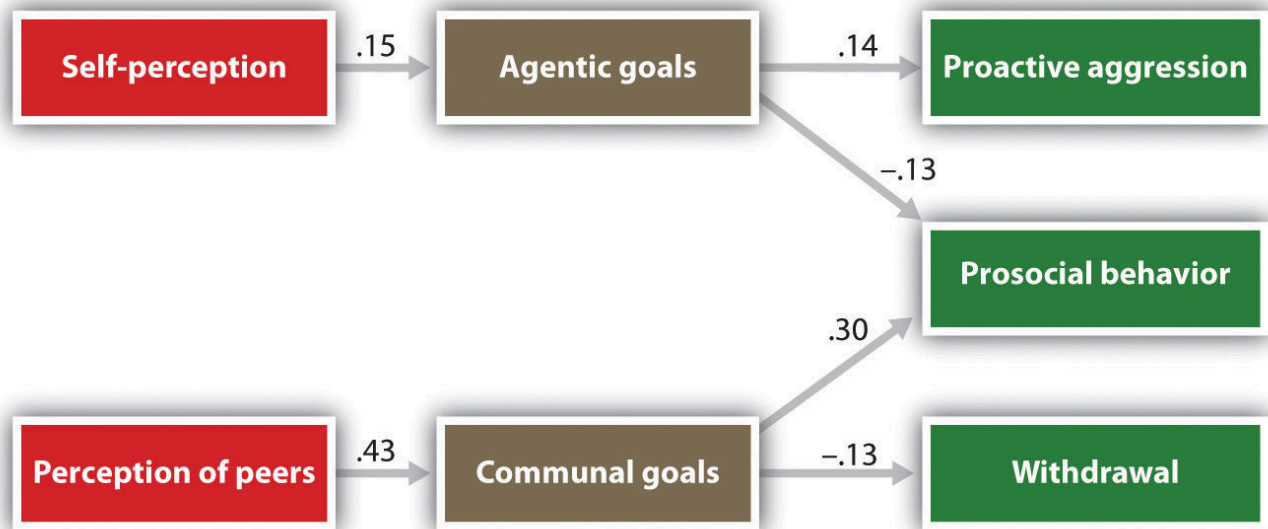 Self-perception
.15
Agentic goals
.14
Proactive aggression
–.13
Prosocial behavior
.30
Perception of peers
.43
Communal goals
–.13
Withdrawal